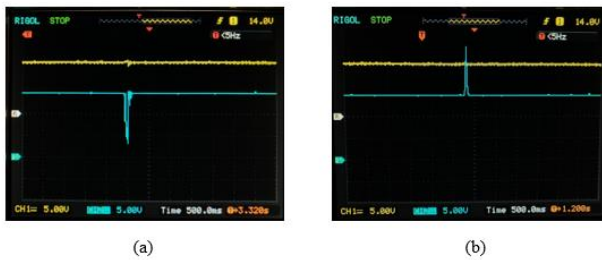 RIGOL STOP 14.0V
<5Hz
CH1= 5.00V 5.00V Time 500.0ms 3.320s
(a)
RIGOL STOP 14.0V
<5Hz
CH1= 5.00V 5.00V Time 500.0ms 1.200s
(b)